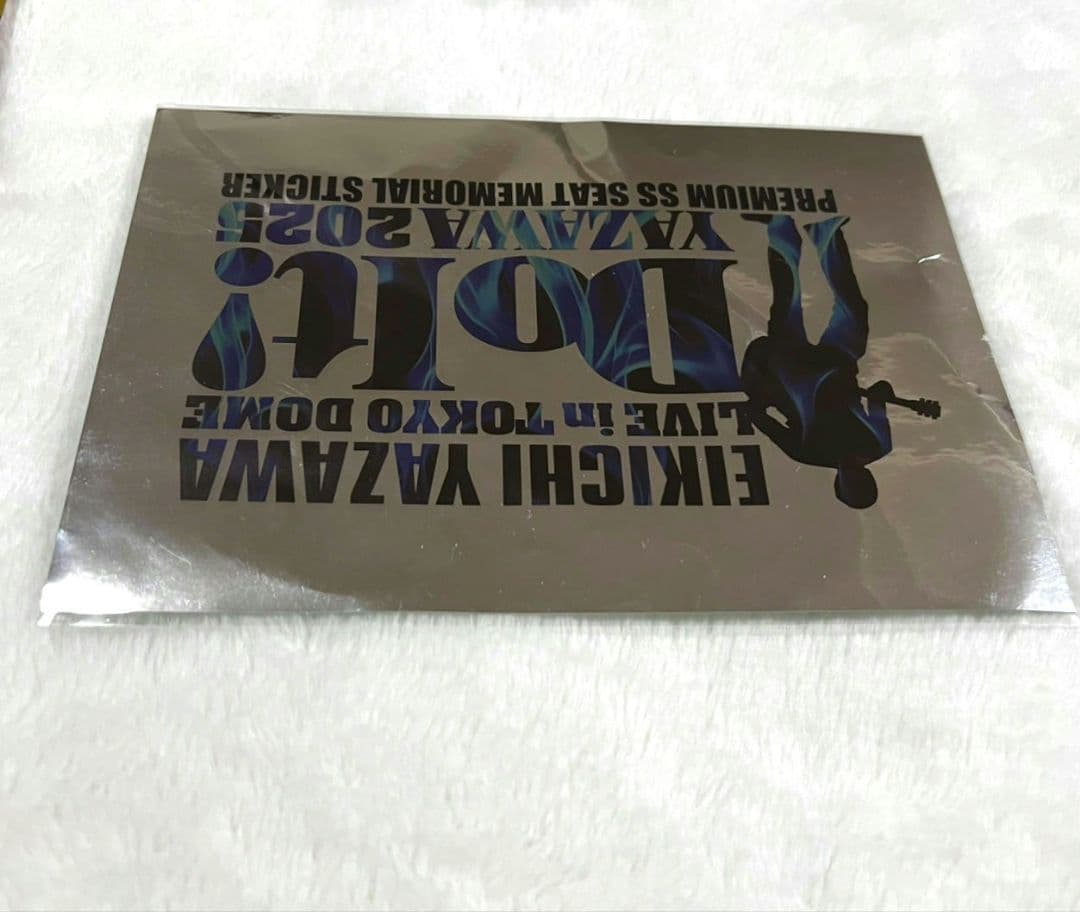 EIKICHI YAZAWA
LIVE in TOKYO DOME
Do It!
YAZAWA 2025
PREMIUM SS SEAT MEMORIAL STICKER